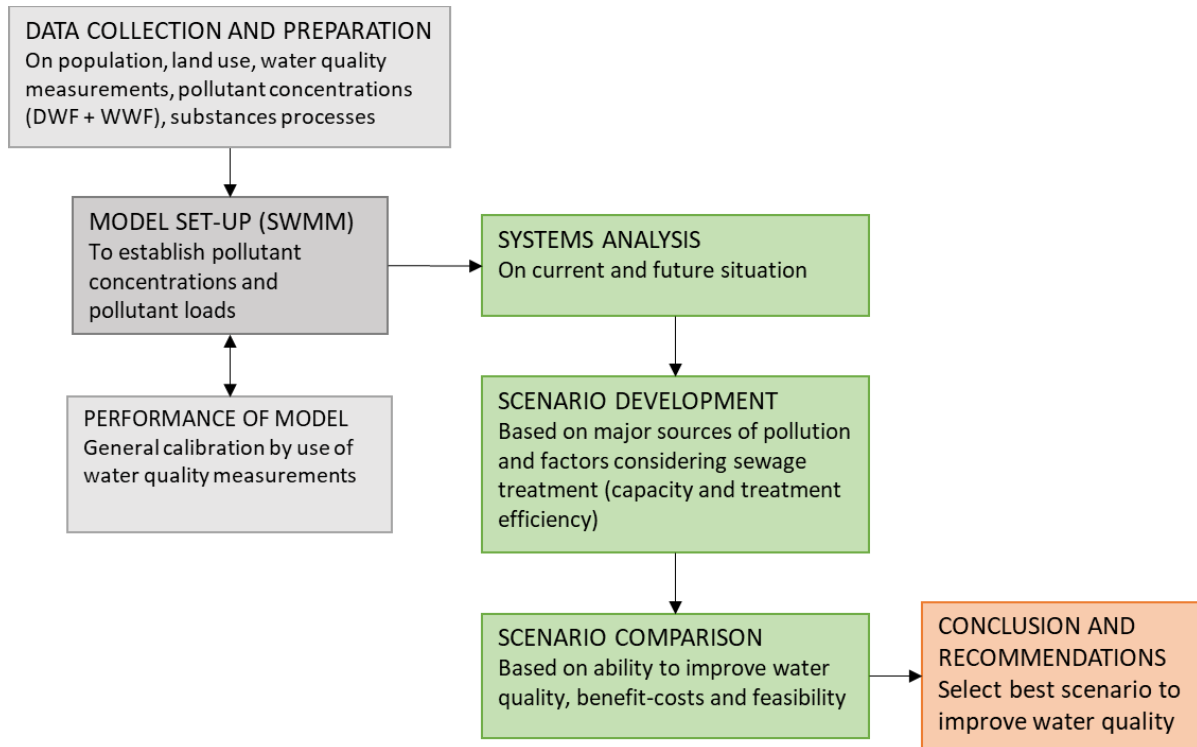 DATA COLLECTION AND PREPARATION
On population, land use, water quality
measurements, pollutant concentrations
(DWF + WWF), substances processes
MODEL SET-UP (SWMM)
To establish pollutant
concentrations and
pollutant loads
PERFORMANCE OF MODEL
General calibration by use of
water quality measurements
SYSTEMS ANALYSIS
On current and future situation
SCENARIO DEVELOPMENT
Based on major sources of pollution
and factors considering sewage
treatment (capacity and treatment
efficiency)
SCENARIO COMPARISON
Based on ability to improve water
quality, benefit-costs and feasibility
CONCLUSION AND
RECOMMENDATIONS
Select best scenario to
improve water quality